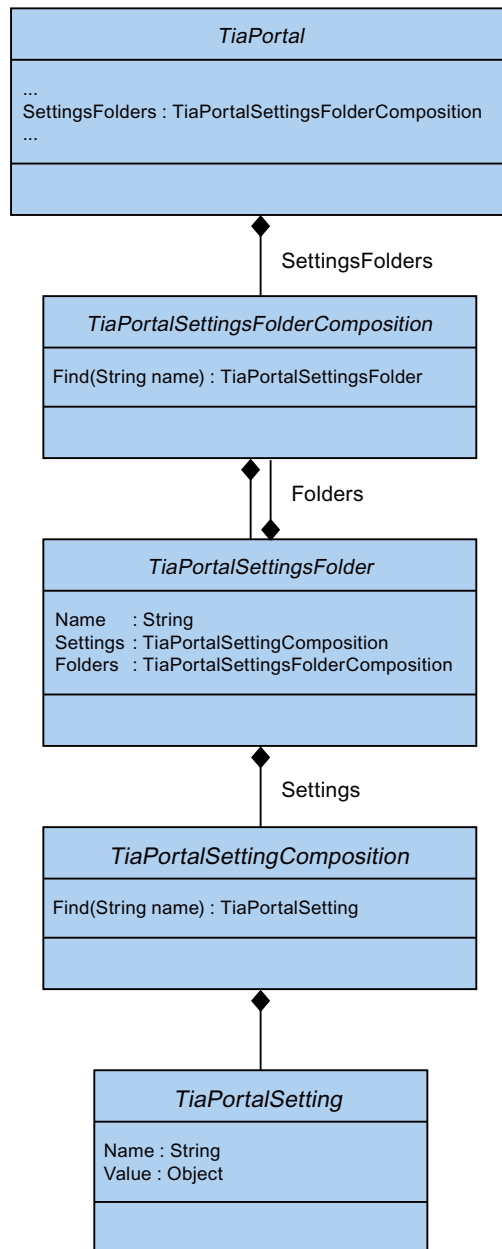 TiaPortal
...
SettingsFolders : TiaPortalSettingsFolderComposition
...
SettingsFolders
TiaPortalSettingsFolderComposition
Find(String name) : TiaPortalSettingsFolder
Folders
TiaPortalSettingsFolder
Name : String
Settings : TiaPortalSettingComposition
Folders : TiaPortalSettingsFolderComposition
Settings
TiaPortalSettingComposition
Find(String name) : TiaPortalSetting
TiaPortalSetting
Name : String
Value : Object